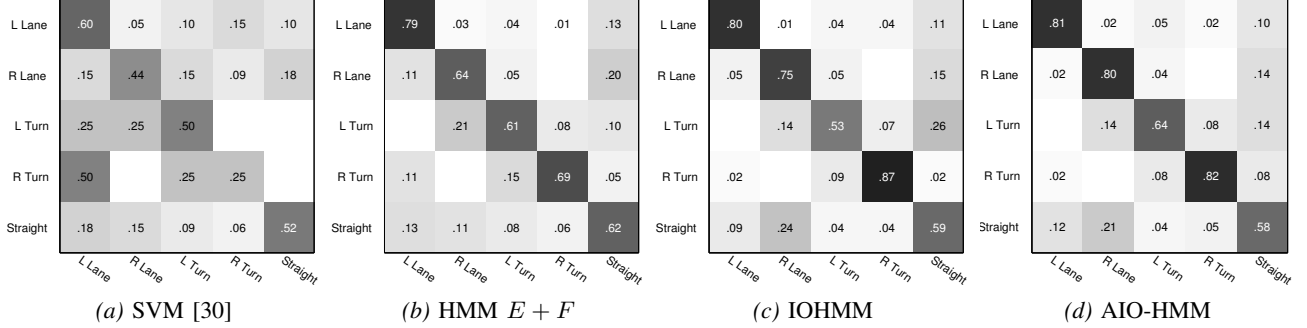 L Lane .60 .05 .10 .15 .10
R Lane .15 .44 .15 .09 .18
L Turn .25 .25 .50
R Turn .50 .25 .25
Straight .18 .15 .09 .06 .52
L Lane R Lane L Turn R Turn Straight
(a) SVM [30]
L Lane .79 .03 .04 .01 .13
R Lane .11 .64 .05 .20
L Turn .21 .61 .08 .10
R Turn .11 .15 .69 .05
Straight .13 .11 .08 .06 .62
L Lane R Lane L Turn R Turn Straight
(b) HMM E + F
L Lane .80 .01 .04 .04 .11
R Lane .05 .75 .05 .15
L Turn .14 .53 .07 .26
R Turn .02 .09 .87 .02
Straight .09 .24 .04 .04 .59
L Lane R Lane L Turn R Turn Straight
(c) IOHMM
L Lane .81 .02 .05 .02 .10
R Lane .02 .80 .04 .14
L Turn .14 .64 .08 .14
R Turn .02 .08 .82 .08
Straight .12 .21 .04 .05 .58
L Lane R Lane L Turn R Turn Straight
(d) AIO-HMM